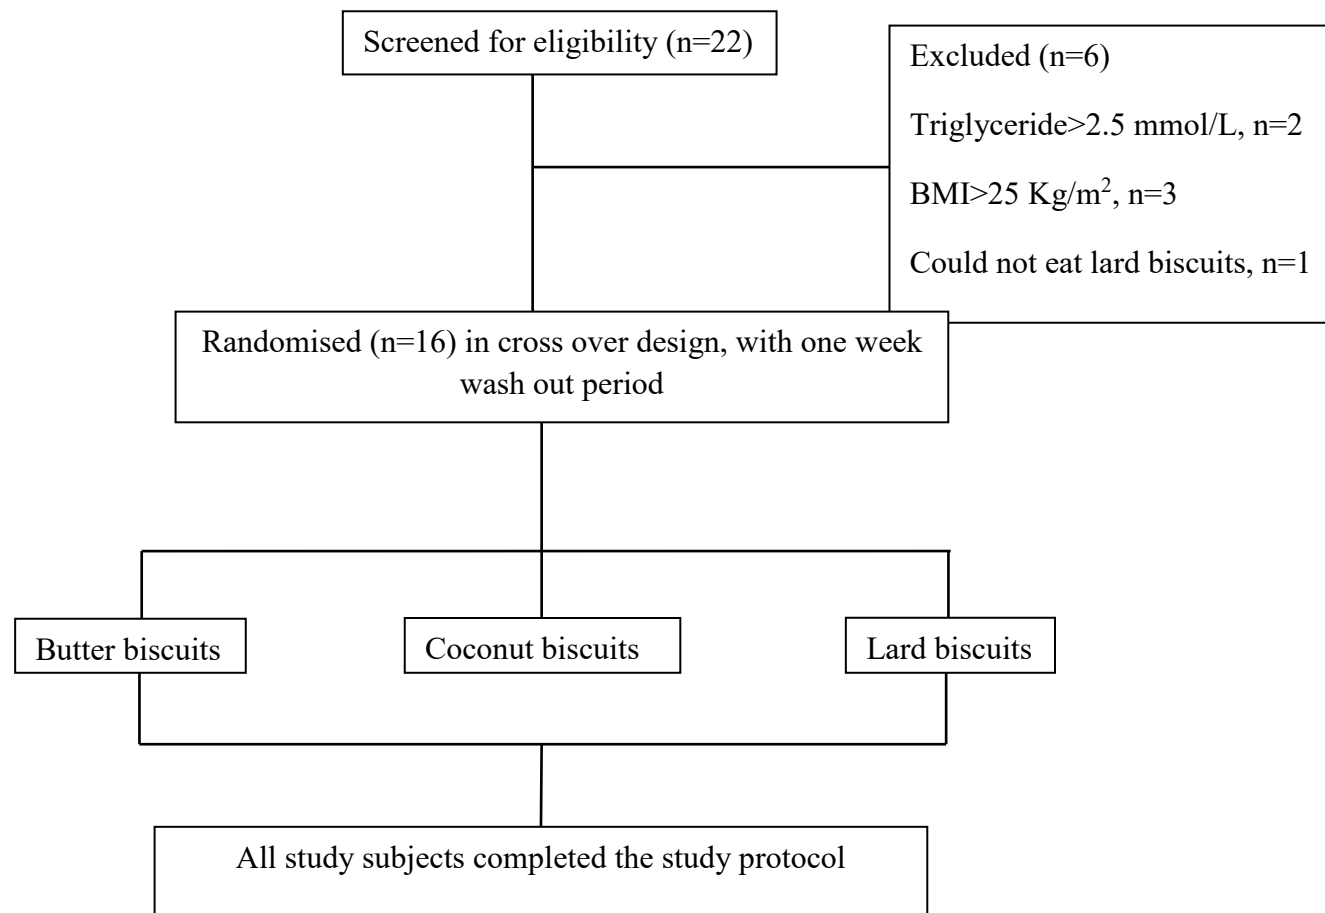 Screened for eligibility (n=22)
Excluded (n=6)
Triglyceride>2.5 mmol/L, n=2
BMI>25 Kg/m², n=3
Could not eat lard biscuits, n=1
Randomised (n=16) in cross over design, with one week
wash out period
Butter biscuits
Coconut biscuits
Lard biscuits
All study subjects completed the study protocol